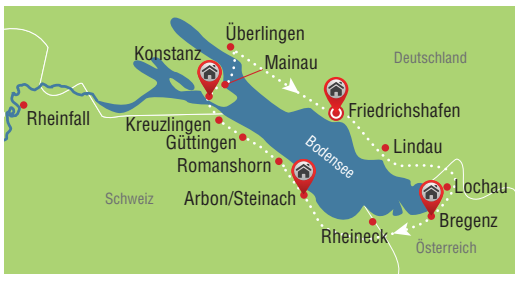 Überlingen
Konstanz
Mainau
Deutschland
Rheinfall
Friedrichshafen
Kreuzlingen
Güttingen
Bodensee
Lindau
Romanshorn
Schweiz
Arbon/Steinach
Lochau
Bregenz
Rheineck
Österreich